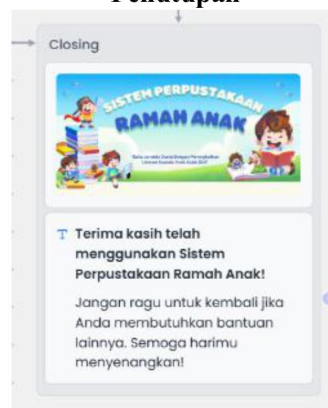 Penutupan
Closing
SISTEM PERPUSTAKAAN
RAMAH ANAK
T Terima kasih telah
menggunakan Sistem
Perpustakaan Ramah Anak!
Jangan ragu untuk kembali jika
Anda membutuhkan bantuan
lainnya. Semoga harimu
menyenangkan!